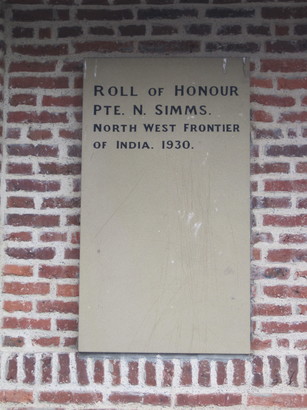 Roll of Honour
Pte. N. Simms.
North West Frontier
of India. 1930.